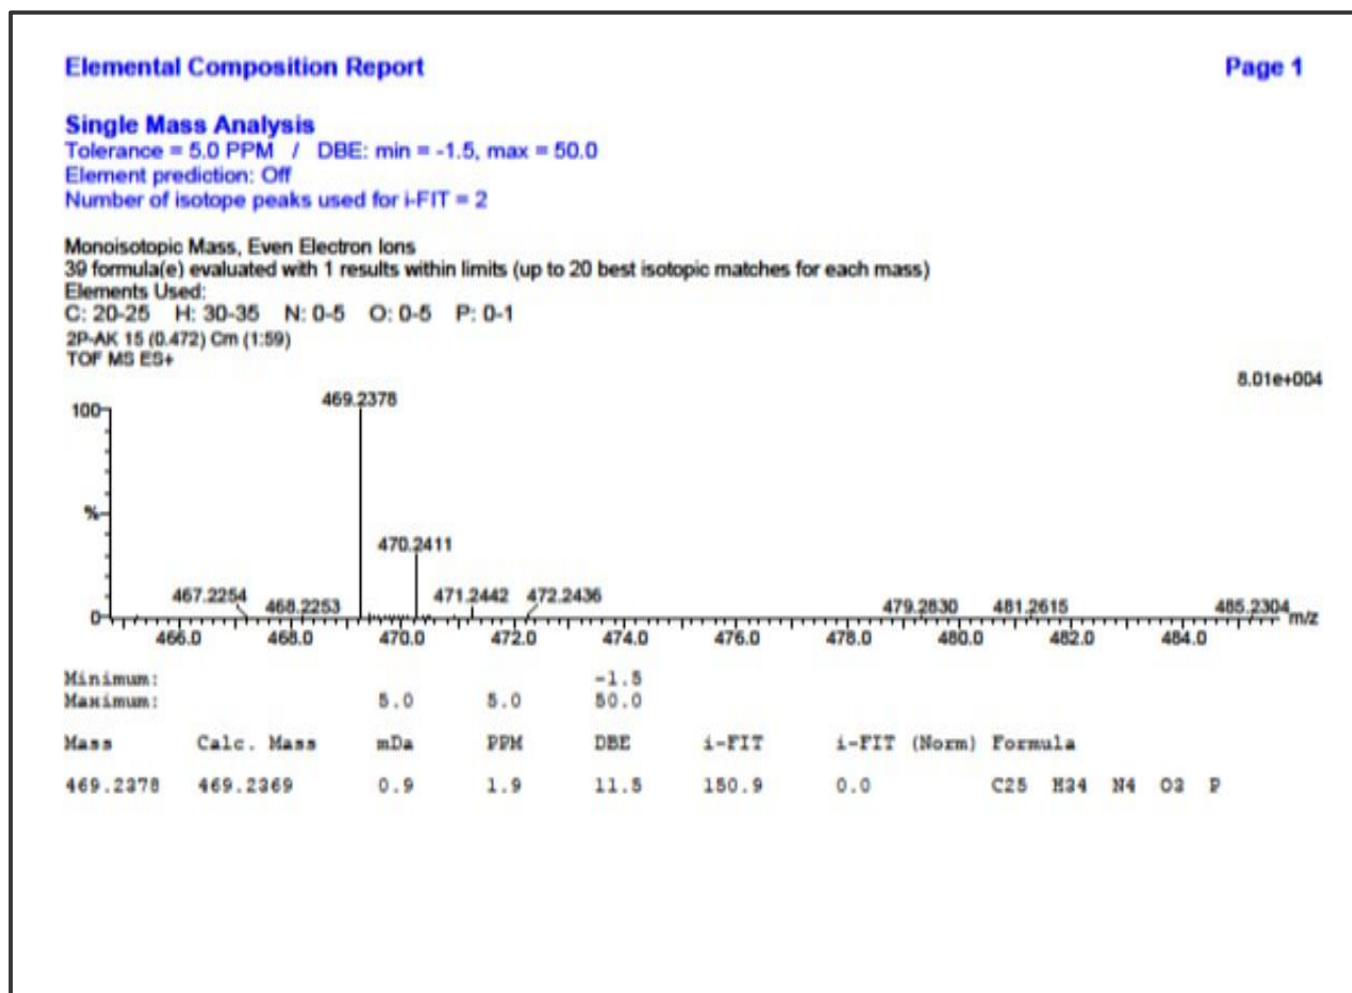 Elemental Composition Report Page 1
Single Mass Analysis
Tolerance = 5.0 PPM / DBE: min = -1.5, max = 50.0
Element prediction: Off
Number of isotope peaks used for i-FIT = 2
Monoisotopic Mass, Even Electron Ions
39 formula(e) evaluated with 1 results within limits (up to 20 best isotopic matches for each mass)
Elements Used:
C: 20-25 H: 30-35 N: 0-5 O: 0-5 P: 0-1
2P-AK 15 (0.472) Cm (1:59)
TOF MS ES+
8.01e+004
469.2378
100
%
470.2411
467.2254 468.2253 471.2442 472.2436 479.2830 481.2615 485.2304
0 m/z
466.0 468.0 470.0 472.0 474.0 476.0 478.0 480.0 482.0 484.0
Minimum: -1.5
Maximum: 5.0 5.0 50.0
Mass Calc. Mass mDa PPM DBE i-FIT i-FIT (Norm) Formula
469.2378 469.2369 0.9 1.9 11.5 150.9 0.0 C25 H34 N4 O3 P